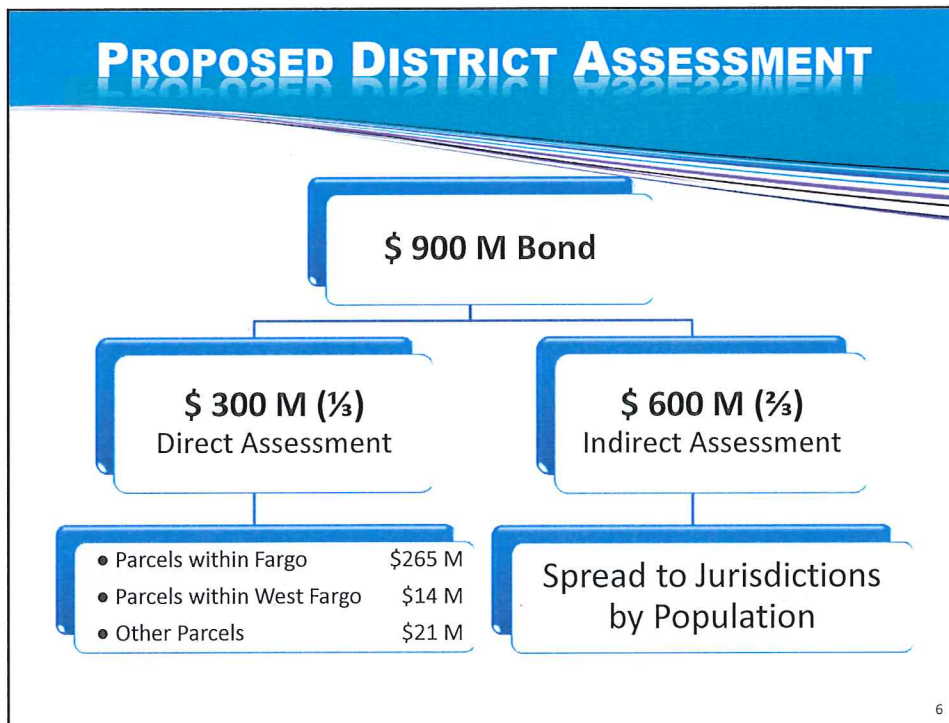 PROPOSED DISTRICT ASSESSMENT
$ 900 M Bond
$ 300 M (⅓)
Direct Assessment
$ 600 M (⅔)
Indirect Assessment
• Parcels within Fargo $265 M
• Parcels within West Fargo $14 M
• Other Parcels $21 M
Spread to Jurisdictions
by Population
6